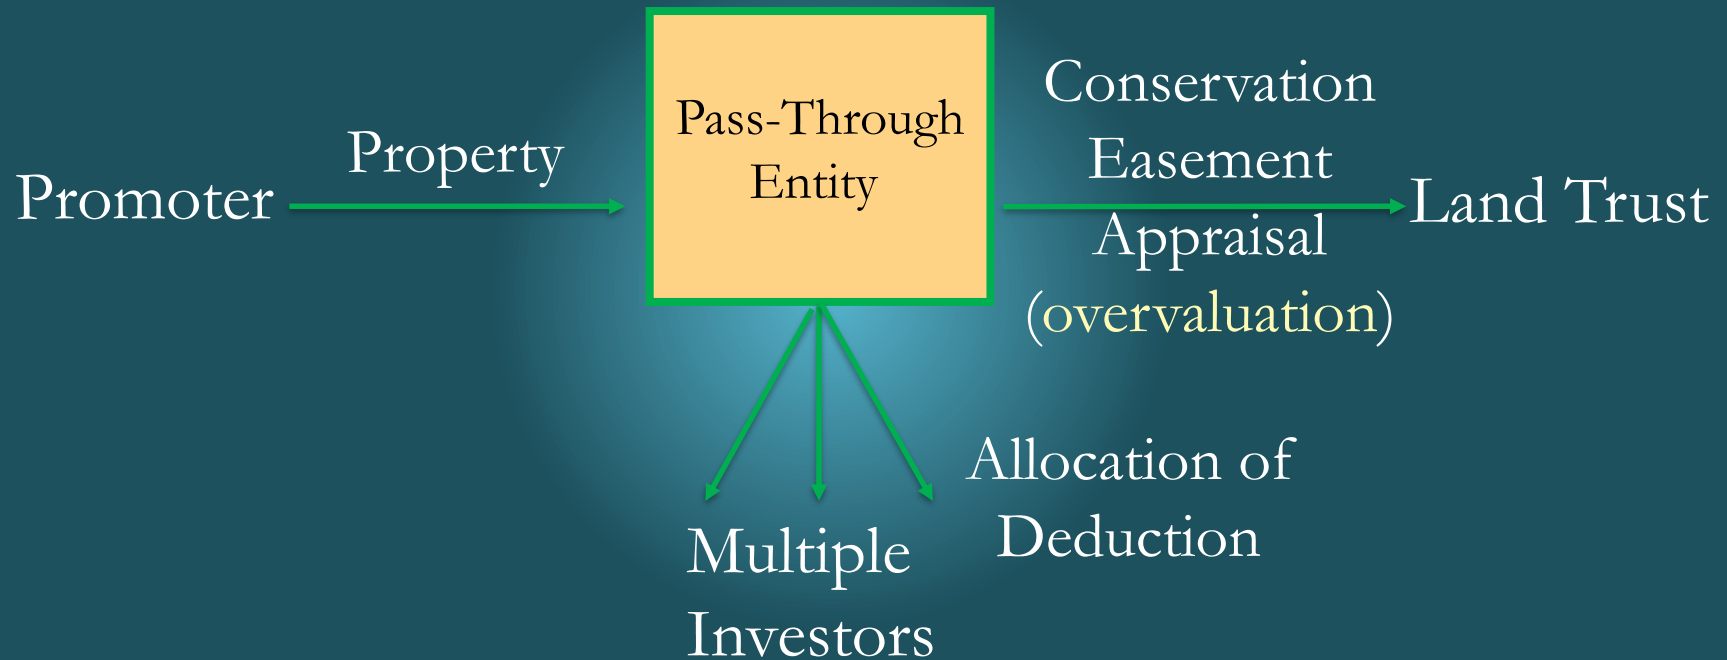 Promoter
Property
Pass-Through
Entity
Conservation
Easement
Appraisal
(overvaluation)
Land Trust
Multiple
Investors
Allocation of
Deduction